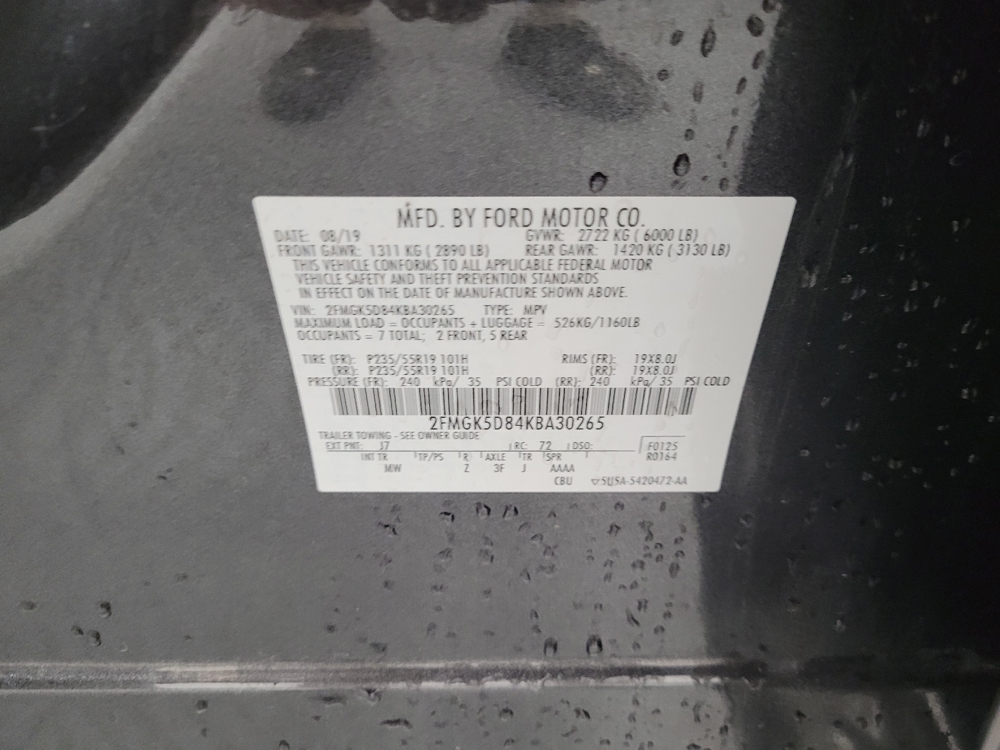 MFD. BY FORD MOTOR CO.
DATE: 08/19 GVWR: 2722 KG ( 6000 LB)
FRONT GAWR: 1311 KG ( 2890 LB) REAR GAWR: 1420 KG ( 3130 LB)
THIS VEHICLE CONFORMS TO ALL APPLICABLE FEDERAL MOTOR
VEHICLE SAFETY AND THEFT PREVENTION STANDARDS
IN EFFECT ON THE DATE OF MANUFACTURE SHOWN ABOVE.
VIN: 2FMGK5D84KBA30265 TYPE: MPV
MAXIMUM LOAD = OCCUPANTS + LUGGAGE = 526KG/1160LB
OCCUPANTS = 7 TOTAL; 2 FRONT, 5 REAR
TIRE (FR): P235/55R19 101H RIMS (FR): 19X8.0J
(RR): P235/55R19 101H (RR): 19X8.0J
PRESSURE (FR): 240 kPa/ 35 PSI COLD (RR): 240 kPa/ 35 PSI COLD
2FMGK5D84KBA30265
TRAILER TOWING - SEE OWNER GUIDE
EXT PNT: J7 RC: 72 DSO: F0125
INT TR TP/PS R AXLE TR SPR R0164
MW Z 3F J AAAA
CBU 5U5A-5420472-AA